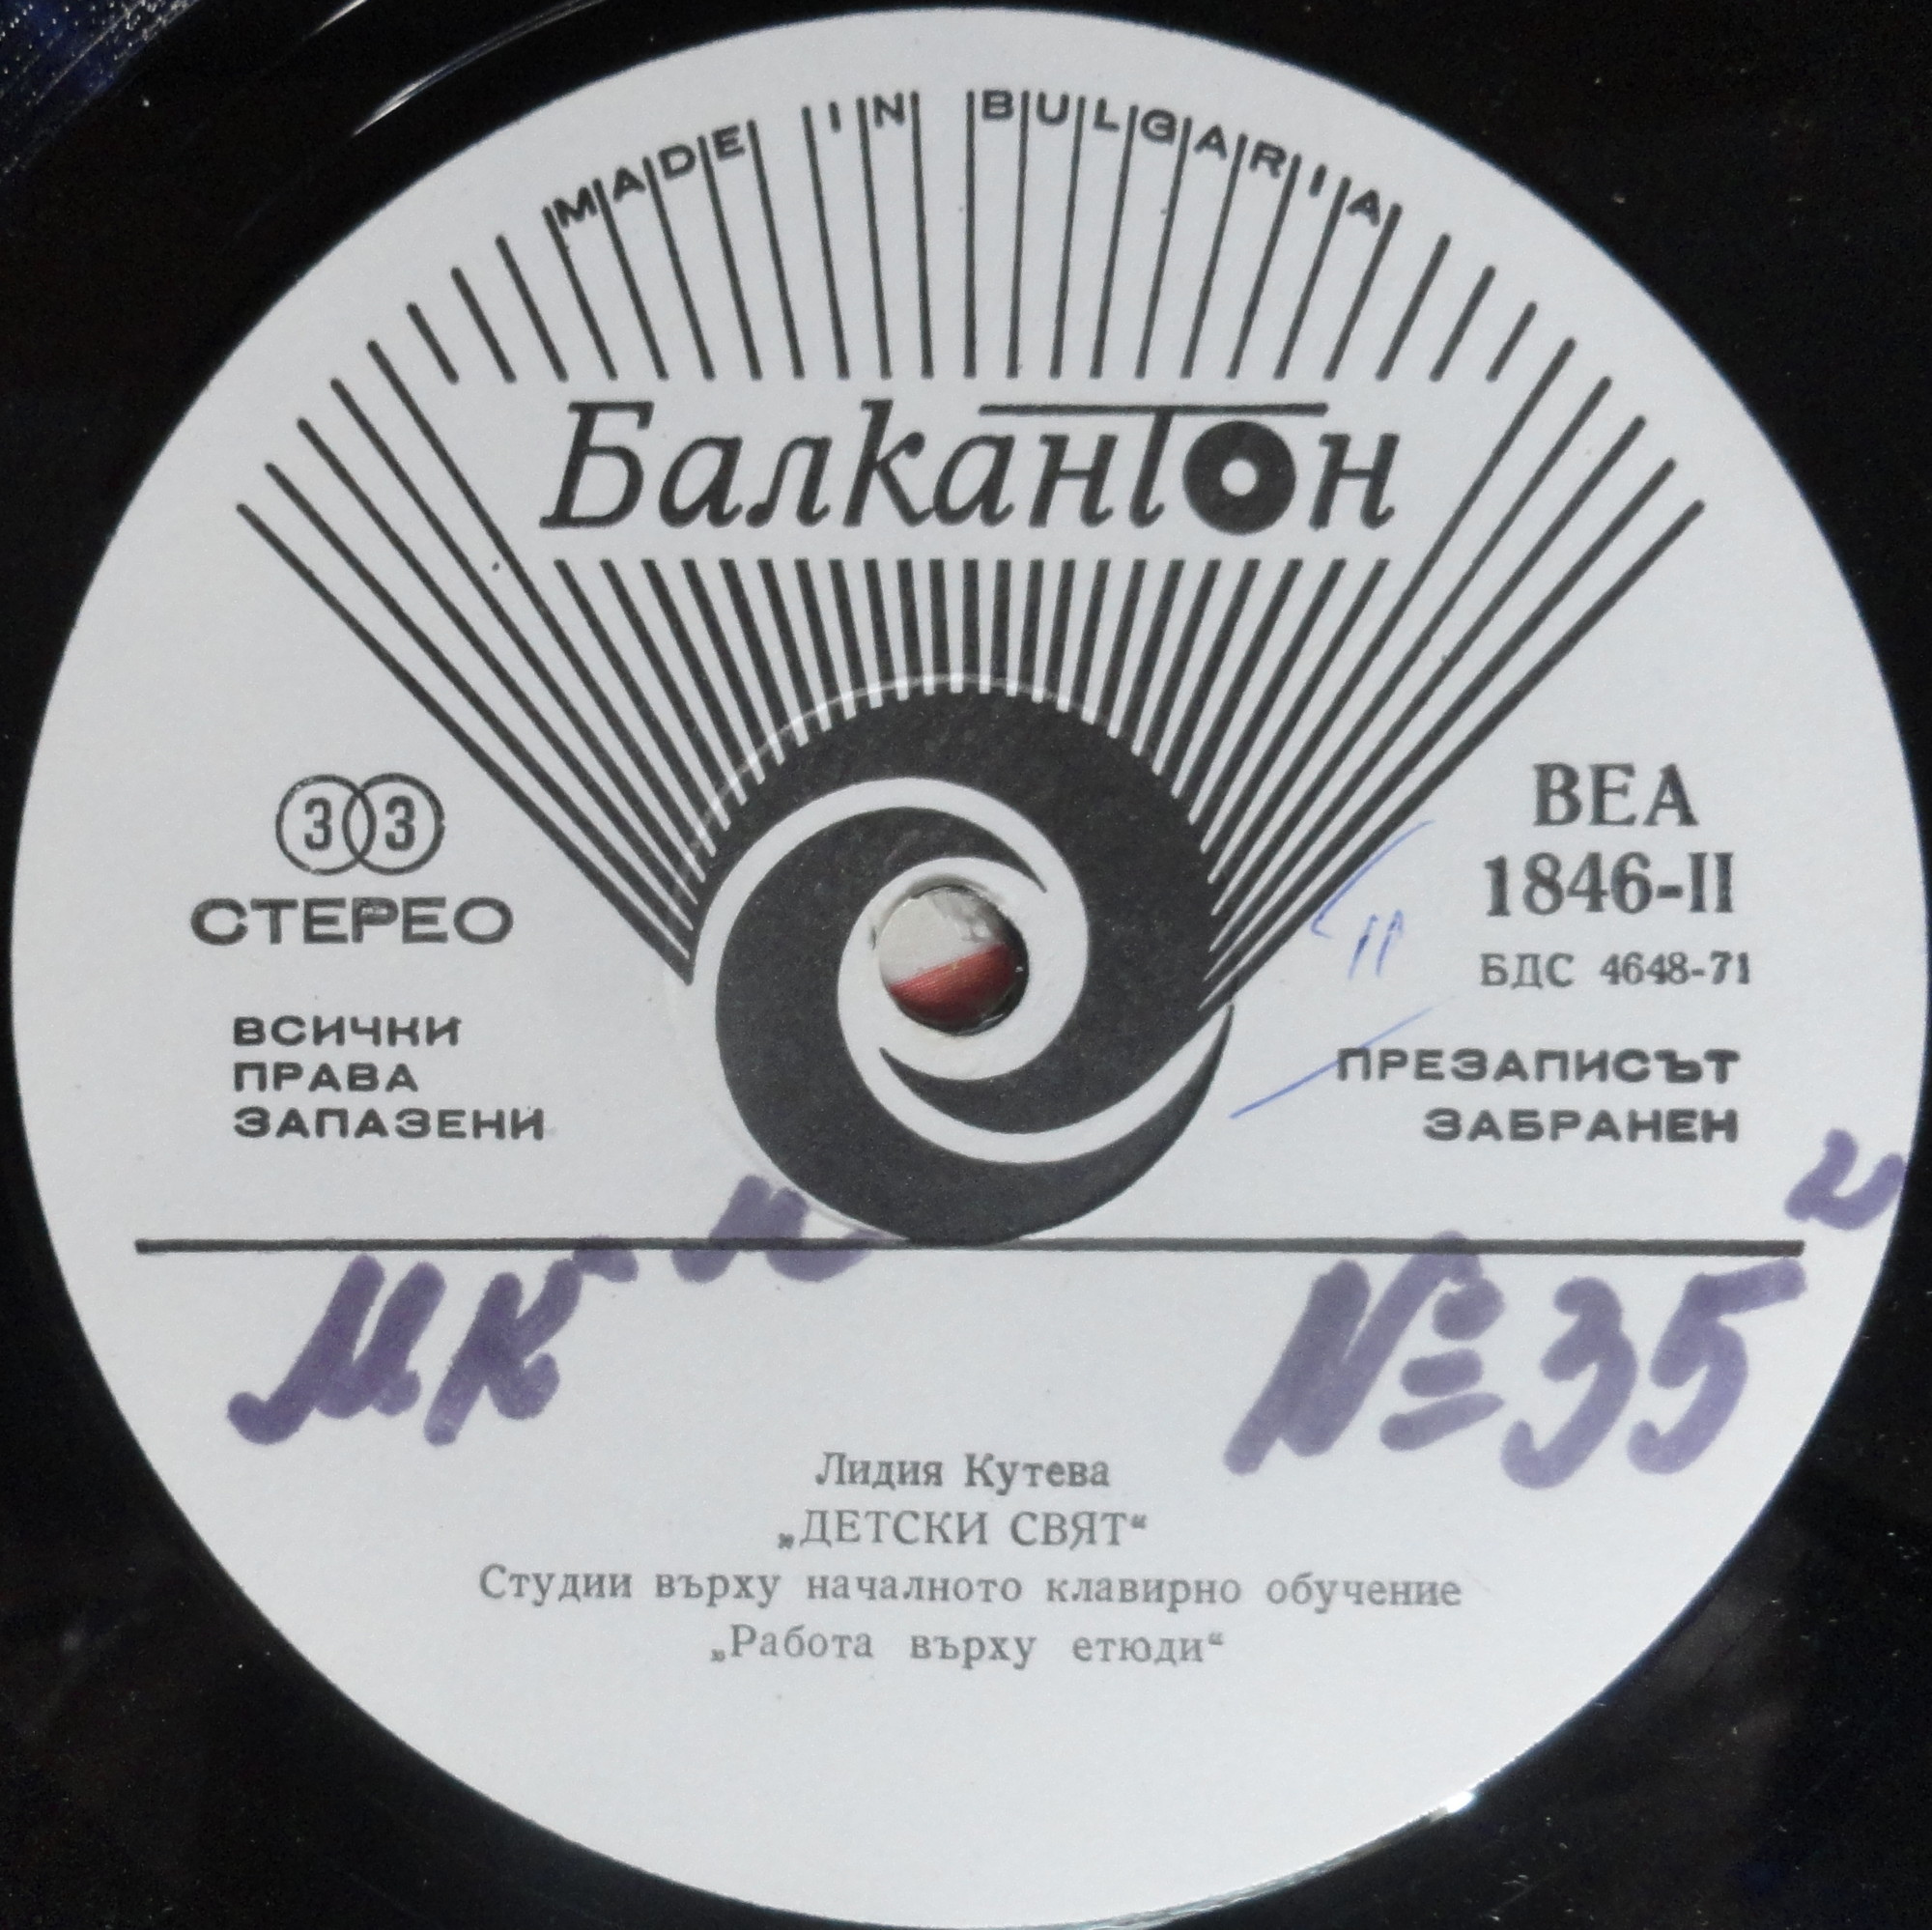 MADE IN BULGARIA
Балкантон
33
СТЕРЕО
ВСИЧКИ
ПРАВА
ЗАПАЗЕНИ
ВЕА
1846-II
БДС 4648-71
ПРЕЗАПИСЪТ
ЗАБРАНЕН
МК
№35
Лидия Кутева
„ДЕТСКИ СВЯТ“
Студии върху началното клавирно обучение
„Работа върху етюди“